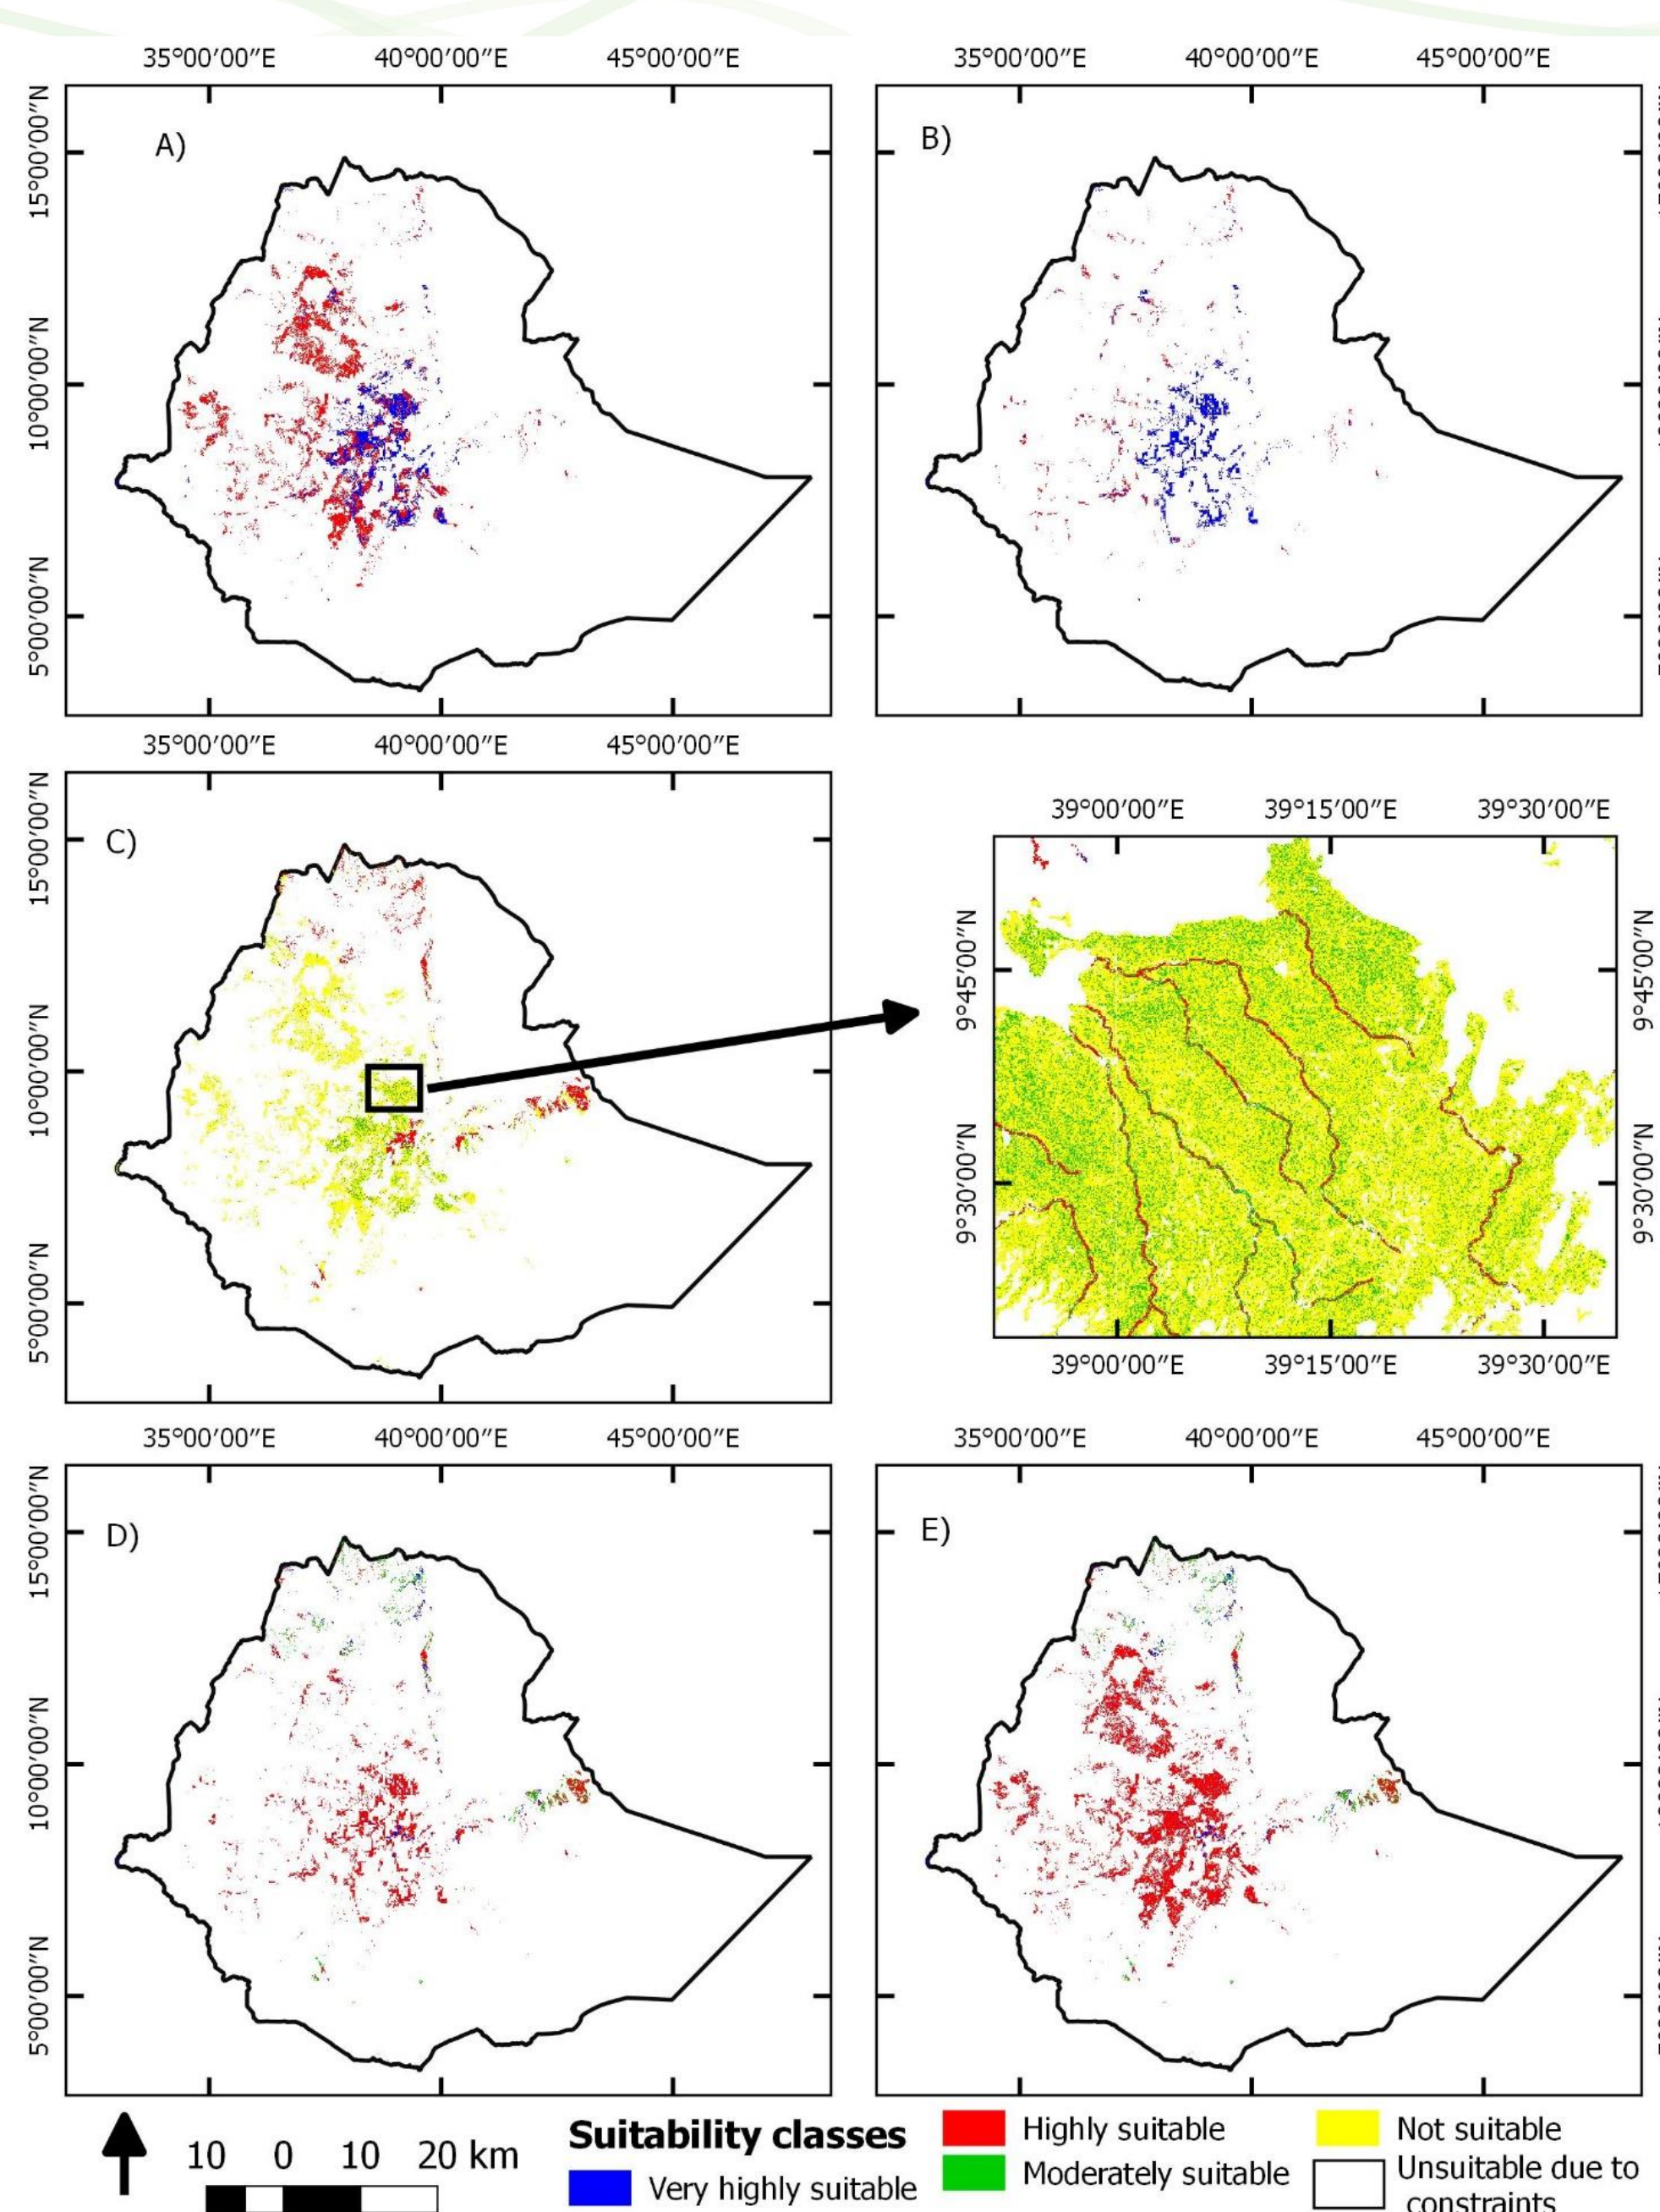 35°00′00″E 40°00′00″E 45°00′00″E
35°00′00″E 40°00′00″E 45°00′00″E
15°00′00″N
10°00′00″N
5°00′00″N
A)
B)
35°00′00″E 40°00′00″E 45°00′00″E
15°00′00″N
10°00′00″N
5°00′00″N
C)
39°00′00″E 39°15′00″E 39°30′00″E
9°45′00″N
9°30′00″N
9°45′00″N
9°30′00″N
39°00′00″E 39°15′00″E 39°30′00″E
35°00′00″E 40°00′00″E 45°00′00″E
35°00′00″E 40°00′00″E 45°00′00″E
15°00′00″N
10°00′00″N
5°00′00″N
D)
E)
10 0 10 20 km
Suitability classes
Very highly suitable
Highly suitable
Moderately suitable
Not suitable
Unsuitable due to
constraints